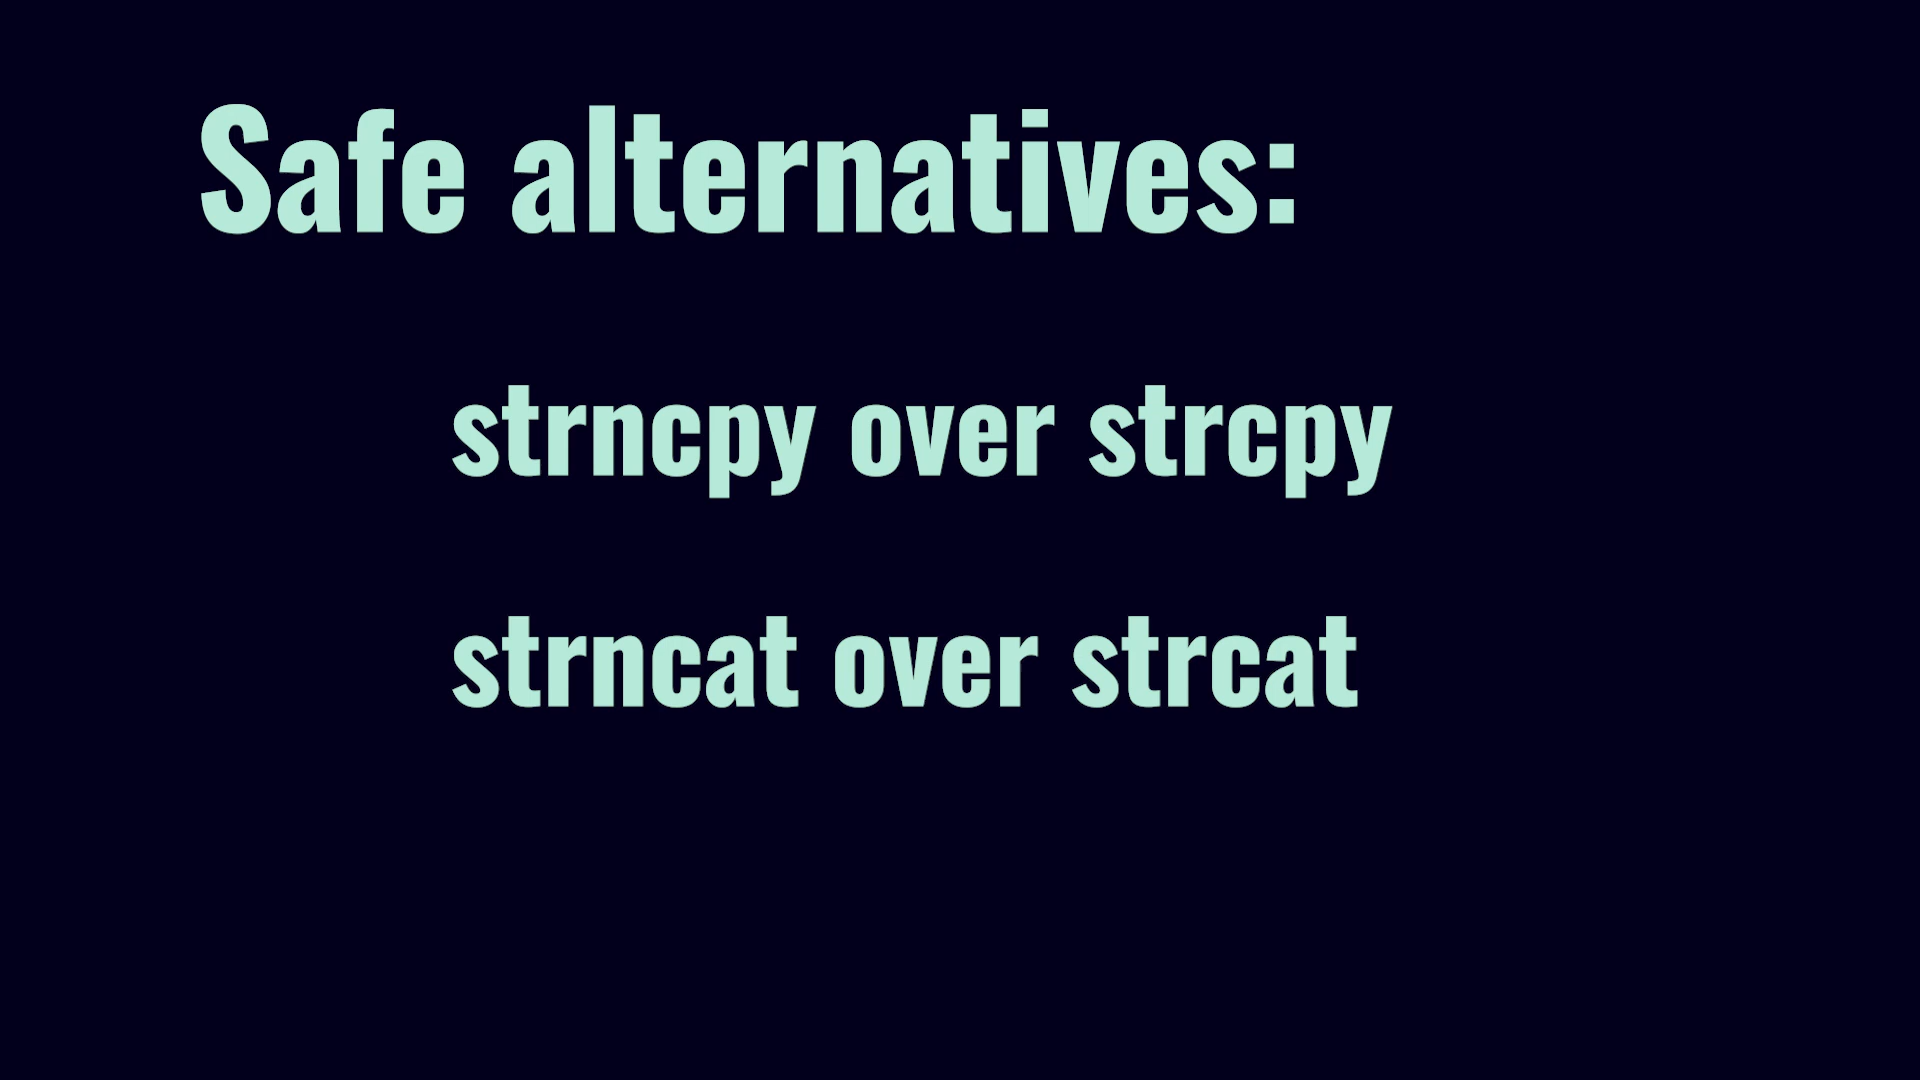 Safe alternatives:
strncpy over strcpy
strncat over strcat